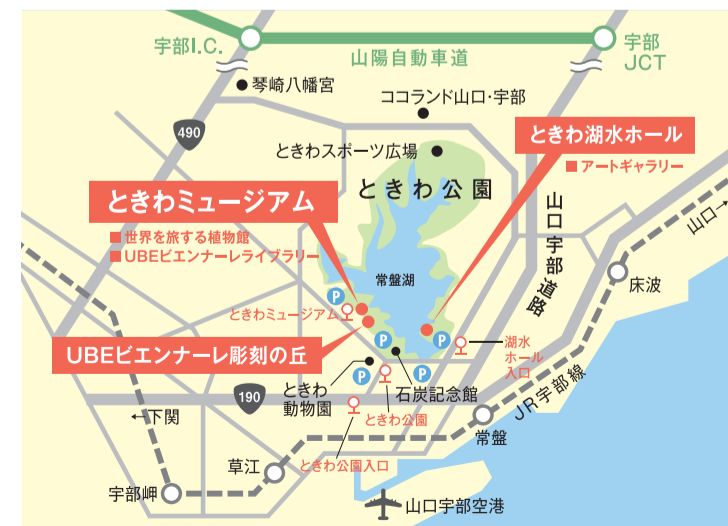 宇部I.C.
山陽自動車道
宇部
JCT
琴崎八幡宮
ココランド山口・宇部
490
ときわスポーツ広場
ときわ湖水ホール
アートギャラリー
ときわ公園
ときわミュージアム
世界を旅する植物館
UBEビエンナーレライブラリー
山口宇部道路
山口→
常盤湖
床波
P
ときわミュージアム
P
P
湖水
ホール
入口
UBEビエンナーレ彫刻の丘
P
P
ときわ
動物園
石炭記念館
190
ときわ公園
JR宇部線
←下関
常盤
草江
ときわ公園入口
宇部岬
山口宇部空港